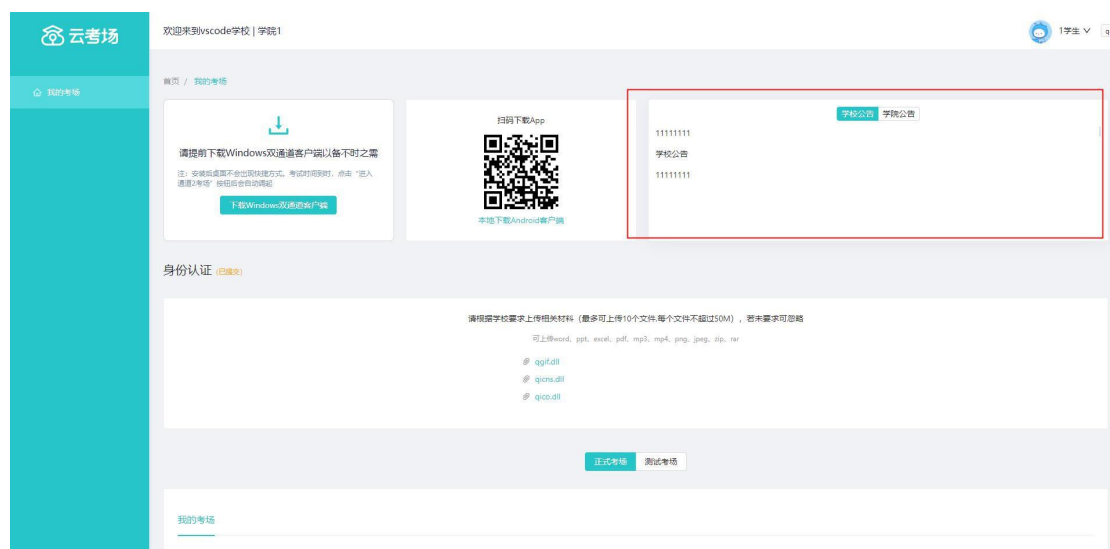 云考场
欢迎来到vscode学校 | 学院1
1学生
我的考场
首页 / 我的考场
请提前下载Windows双通道客户端以备不时之需
注：安装后桌面不会出现快捷方式。考试时间到时，点击“进入
通道2考场”按钮后会自动调起
下载Windows双通道客户端
扫码下载App
本地下载Android客户端
学校公告 学院公告
11111111
学校公告
11111111
身份认证 (已提交)
请根据学校要求上传相关材料（最多可上传10个文件,每个文件不超过50M），若未要求可忽略
可上传word、ppt、excel、pdf、mp3、mp4、png、jpeg、zip、rar
qgif.dll
qicns.dll
qico.dll
正式考场 测试考场
我的考场